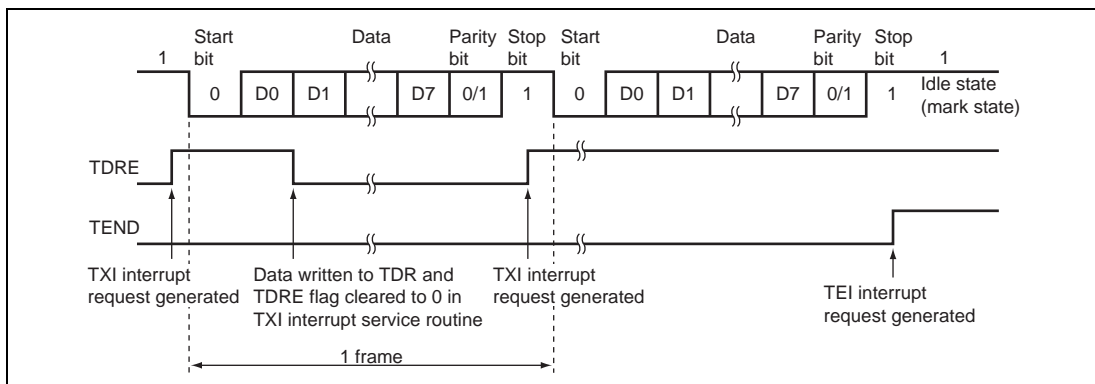 Start bit Data Parity bit Stop bit Start bit Data Parity bit Stop bit
1 1
0 D0 D1 D7 0/1 1 0 D0 D1 D7 0/1 1 Idle state (mark state)
TDRE
TEND
TXI interrupt
request generated
Data written to TDR and
TDRE flag cleared to 0 in
TXI interrupt service routine
TXI interrupt
request generated
TEI interrupt
request generated
1 frame